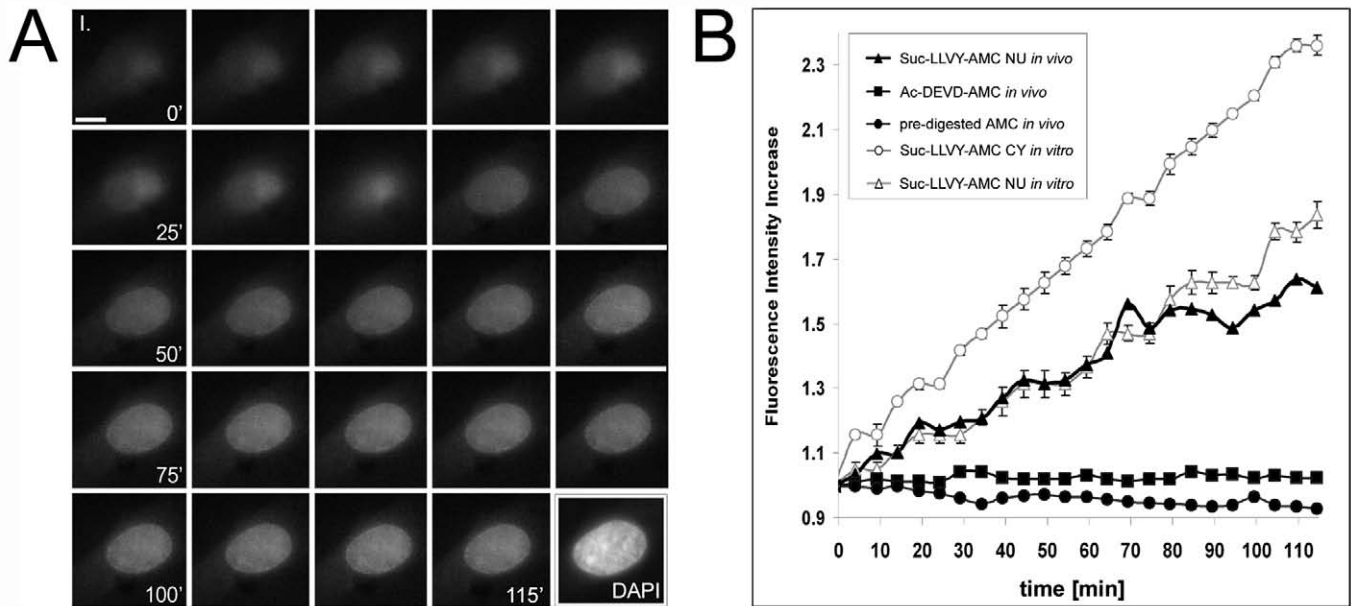 A
I.
0'
25'
50'
75'
100'
115'
DAPI
B
Fluorescence Intensity Increase
2.3
2.1
1.9
1.7
1.5
1.3
1.1
0.9
Suc-LLVY-AMC NU in vivo
Ac-DEVD-AMC in vivo
pre-digested AMC in vivo
Suc-LLVY-AMC CY in vitro
Suc-LLVY-AMC NU in vitro
0 10 20 30 40 50 60 70 80 90 100 110
time [min]